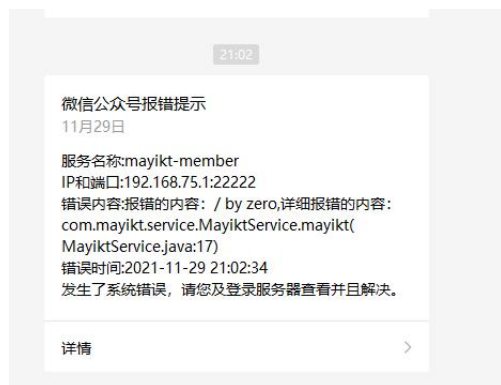 21:02
微信公众号报错提示
11月29日
服务名称:mayikt-member
IP和端口:192.168.75.1:22222
错误内容:报错的内容：/ by zero,详细报错的内容：
com.mayikt.service.MayiktService.mayikt(
MayiktService.java:17)
错误时间:2021-11-29 21:02:34
发生了系统错误，请您及登录服务器查看并且解决。
详情